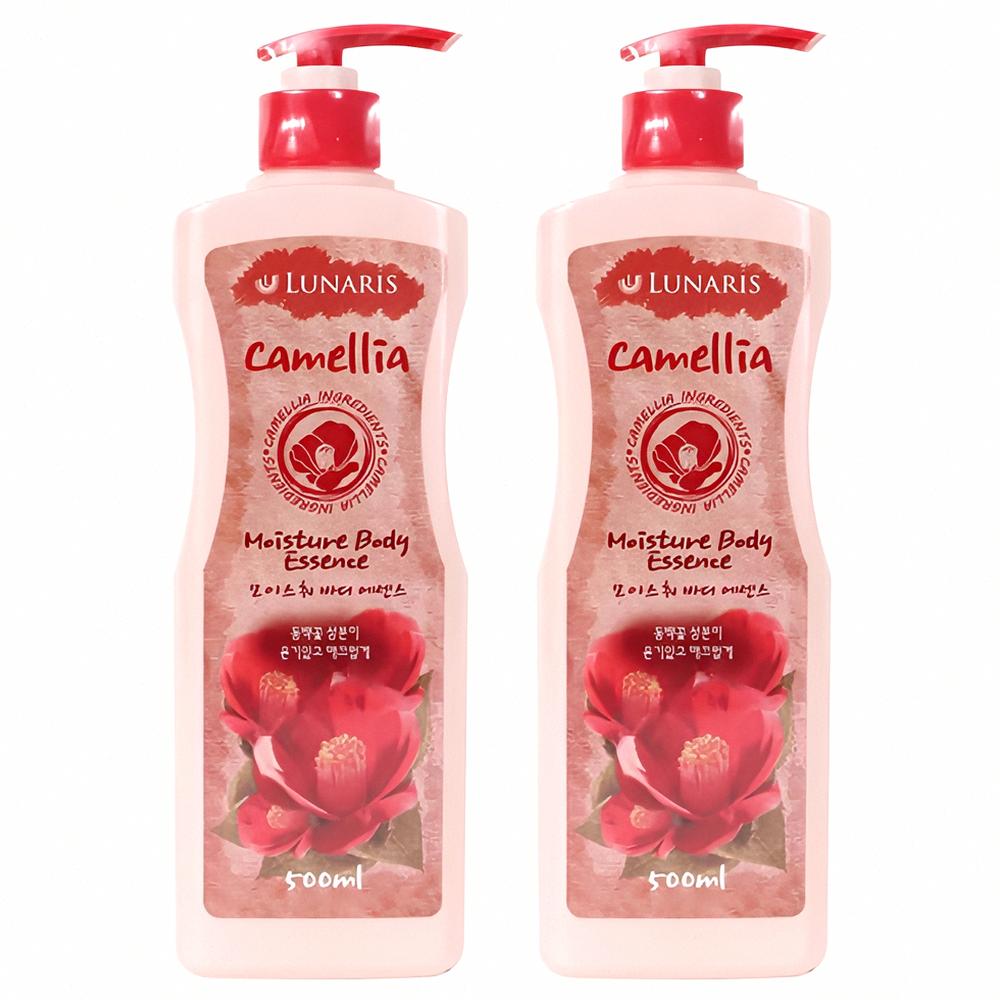 LUNARIS
Camellia
CAMELLIA INGREDIENTS • CAMELLIA INGREDIENTS •
Moisture Body
Essence
모이스춰 바디 에센스
동백꽃 성분이
윤기있고 매끄럽게
500ml
LUNARIS
Camellia
CAMELLIA INGREDIENTS • CAMELLIA INGREDIENTS •
Moisture Body
Essence
모이스춰 바디 에센스
동백꽃 성분이
윤기있고 매끄럽게
500ml